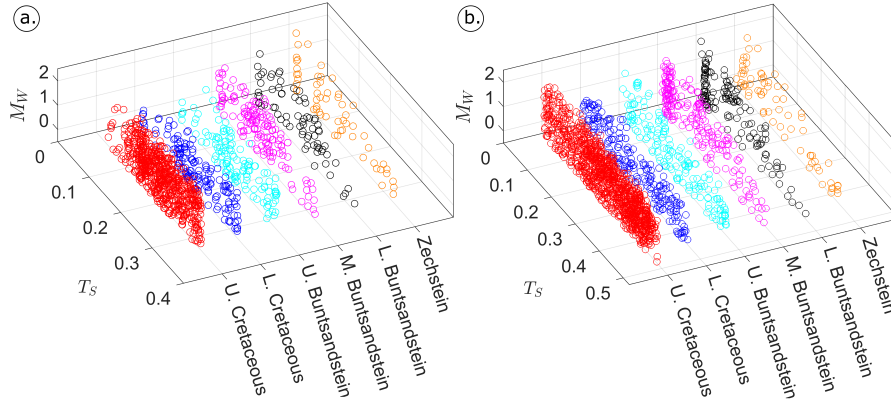 a.
M_W
2
1
0
0
0.1
0.2
0.3
0.4
T_S
U. Cretaceous
L. Cretaceous
U. Buntsandstein
M. Buntsandstein
L. Buntsandstein
Zechstein
b.
M_W
2
1
0
0
0.1
0.2
0.3
0.4
0.5
T_S
U. Cretaceous
L. Cretaceous
U. Buntsandstein
M. Buntsandstein
L. Buntsandstein
Zechstein